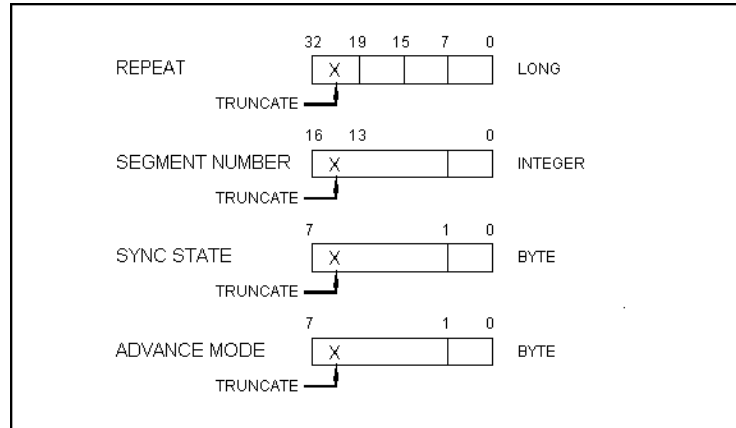 32 19 15 7 0
REPEAT X LONG
TRUNCATE
16 13 0
SEGMENT NUMBER X INTEGER
TRUNCATE
7 1 0
SYNC STATE X BYTE
TRUNCATE
7 1 0
ADVANCE MODE X BYTE
TRUNCATE